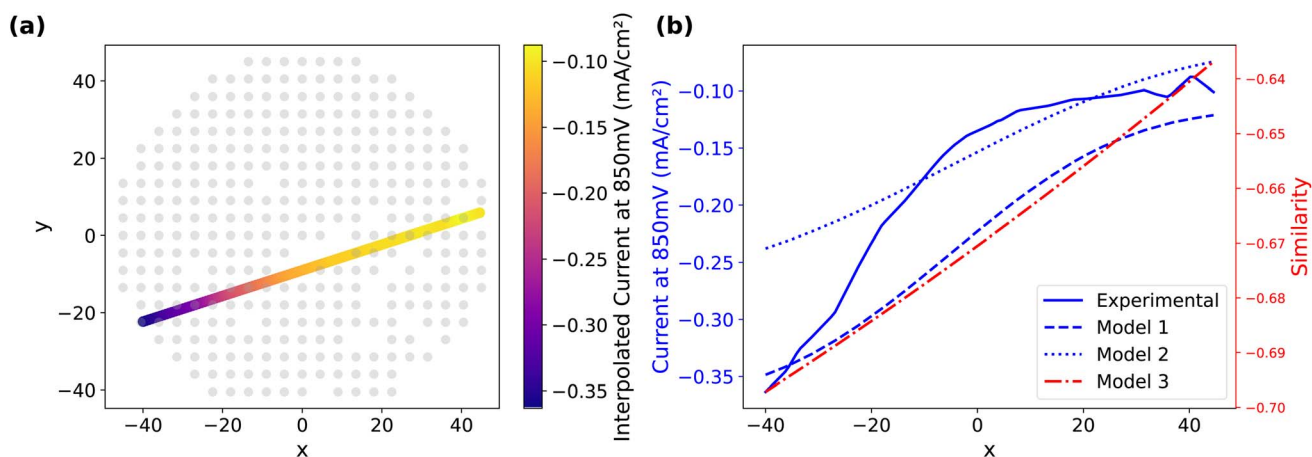 (a)
40
20
0
−20
−40
y
−40 −20 0 20 40
x
−0.10
−0.15
−0.20
−0.25
−0.30
−0.35
Interpolated Current at 850mV (mA/cm²)
(b)
Current at 850mV (mA/cm²)
−0.10
−0.15
−0.20
−0.25
−0.30
−0.35
−40 −20 0 20 40
x
Experimental
Model 1
Model 2
Model 3
−0.64
−0.65
−0.66
−0.67
−0.68
−0.69
−0.70
Similarity